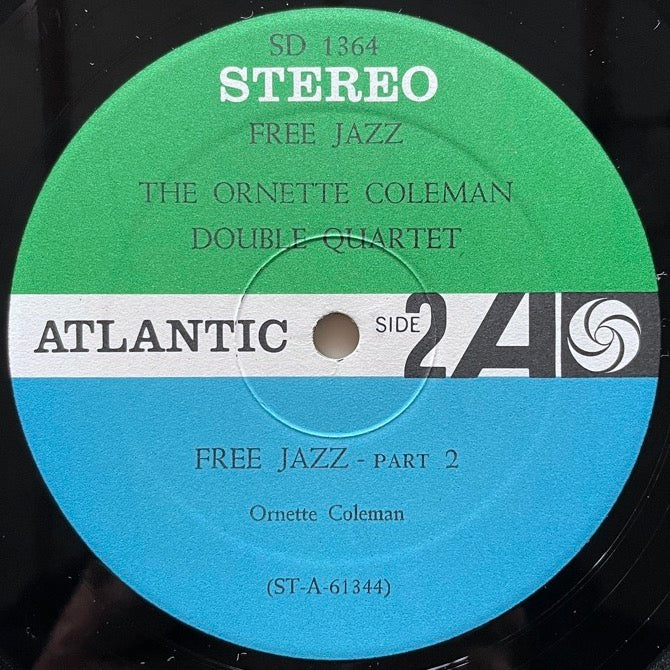 SD 1364
STEREO
FREE JAZZ
THE ORNETTE COLEMAN
DOUBLE QUARTET
ATLANTIC SIDE 2 A
FREE JAZZ - PART 2
Ornette Coleman
(ST-A-61344)